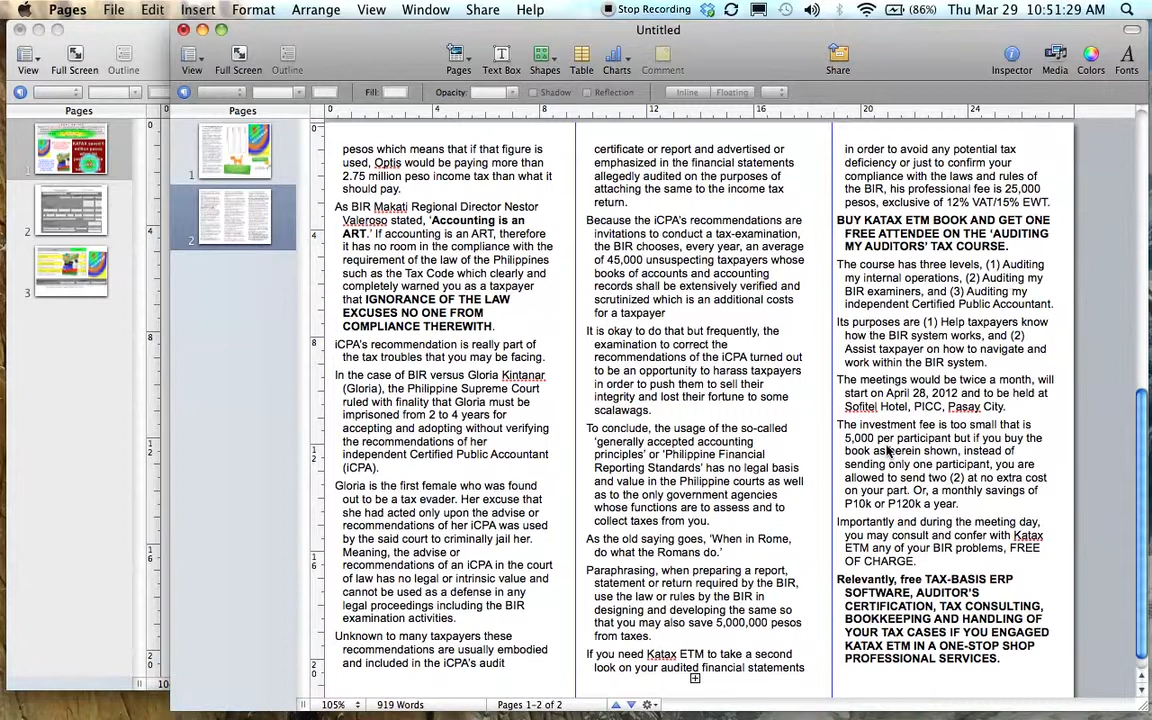 Pages File Edit Insert Format Arrange View Window Share Help Stop Recording (86%) Thu Mar 29 10:51:29 AM
Untitled
View Full Screen Outline
View Full Screen Outline Pages Text Box Shapes Table Charts Comment Share Inspector Media Colors Fonts
Fill: Opacity: Shadow Reflection Inline Floating
Pages
1
2
3
Pages
1
2
0 4 8 12 16 20 24
pesos which means that if that figure is
used, Optis would be paying more than
2.75 million peso income tax than what it
should pay.
As BIR Makati Regional Director Nestor
Valeroso stated, 'Accounting is an
ART.' If accounting is an ART, therefore
it has no room in the compliance with the
requirement of the law of the Philippines
such as the Tax Code which clearly and
completely warned you as a taxpayer
that IGNORANCE OF THE LAW
EXCUSES NO ONE FROM
COMPLIANCE THEREWITH.
iCPA's recommendation is really part of
the tax troubles that you may be facing.
In the case of BIR versus Gloria Kintanar
(Gloria), the Philippine Supreme Court
ruled with finality that Gloria must be
imprisoned from 2 to 4 years for
accepting and adopting without verifying
the recommendations of her
independent Certified Public Accountant
(iCPA).
Gloria is the first female who was found
out to be a tax evader. Her excuse that
she had acted only upon the advise or
recommendations of her iCPA was used
by the said court to criminally jail her.
Meaning, the advise or
recommendations of an iCPA in the court
of law has no legal or intrinsic value and
cannot be used as a defense in any
legal proceedings including the BIR
examination activities.
Unknown to many taxpayers these
recommendations are usually embodied
and included in the iCPA's audit
certificate or report and advertised or
emphasized in the financial statements
allegedly audited on the purposes of
attaching the same to the income tax
return.
Because the iCPA's recommendations are
invitations to conduct a tax-examination,
the BIR chooses, every year, an average
of 45,000 unsuspecting taxpayers whose
books of accounts and accounting
records shall be extensively verified and
scrutinized which is an additional costs
for a taxpayer
It is okay to do that but frequently, the
examination to correct the
recommendations of the iCPA turned out
to be an opportunity to harass taxpayers
in order to push them to sell their
integrity and lost their fortune to some
scalawags.
To conclude, the usage of the so-called
'generally accepted accounting
principles' or 'Philippine Financial
Reporting Standards' has no legal basis
and value in the Philippine courts as well
as to the only government agencies
whose functions are to assess and to
collect taxes from you.
As the old saying goes, 'When in Rome,
do what the Romans do.'
Paraphrasing, when preparing a report,
statement or return required by the BIR,
use the law or rules by the BIR in
designing and developing the same so
that you may also save 5,000,000 pesos
from taxes.
If you need Katax ETM to take a second
look on your audited financial statements
in order to avoid any potential tax
deficiency or just to confirm your
compliance with the laws and rules of
the BIR, his professional fee is 25,000
pesos, exclusive of 12% VAT/15% EWT.
BUY KATAX ETM BOOK AND GET ONE
FREE ATTENDEE ON THE 'AUDITING
MY AUDITORS' TAX COURSE.
The course has three levels, (1) Auditing
my internal operations, (2) Auditing my
BIR examiners, and (3) Auditing my
independent Certified Public Accountant.
Its purposes are (1) Help taxpayers know
how the BIR system works, and (2)
Assist taxpayer on how to navigate and
work within the BIR system.
The meetings would be twice a month, will
start on April 28, 2012 and to be held at
Sofitel Hotel, PICC, Pasay City.
The investment fee is too small that is
5,000 per participant but if you buy the
book as herein shown, instead of
sending only one participant, you are
allowed to send two (2) at no extra cost
on your part. Or, a monthly savings of
P10k or P120k a year.
Importantly and during the meeting day,
you may consult and confer with Katax
ETM any of your BIR problems, FREE
OF CHARGE.
Relevantly, free TAX-BASIS ERP
SOFTWARE, AUDITOR'S
CERTIFICATION, TAX CONSULTING,
BOOKKEEPING AND HANDLING OF
YOUR TAX CASES IF YOU ENGAGED
KATAX ETM IN A ONE-STOP SHOP
PROFESSIONAL SERVICES.
105% 919 Words Pages 1-2 of 2